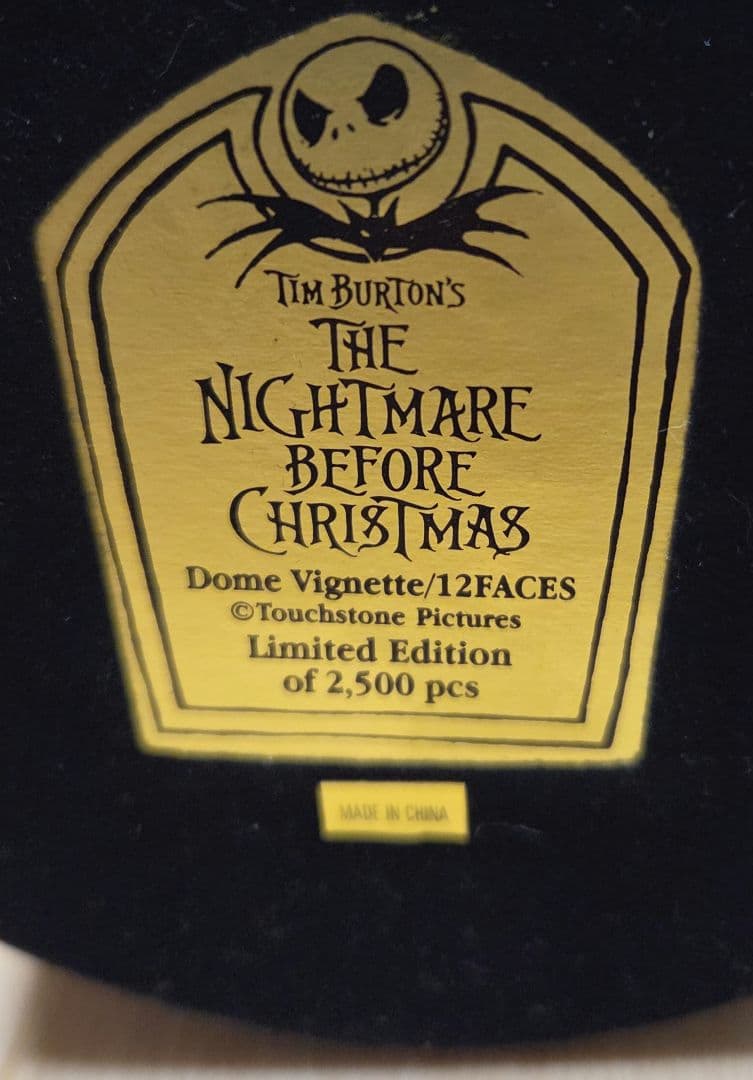 TIM BURTON'S
THE
NIGHTMARE
BEFORE
CHRISTMAS
Dome Vignette/12FACES
©Touchstone Pictures
Limited Edition
of 2,500 pcs
MADE IN CHINA